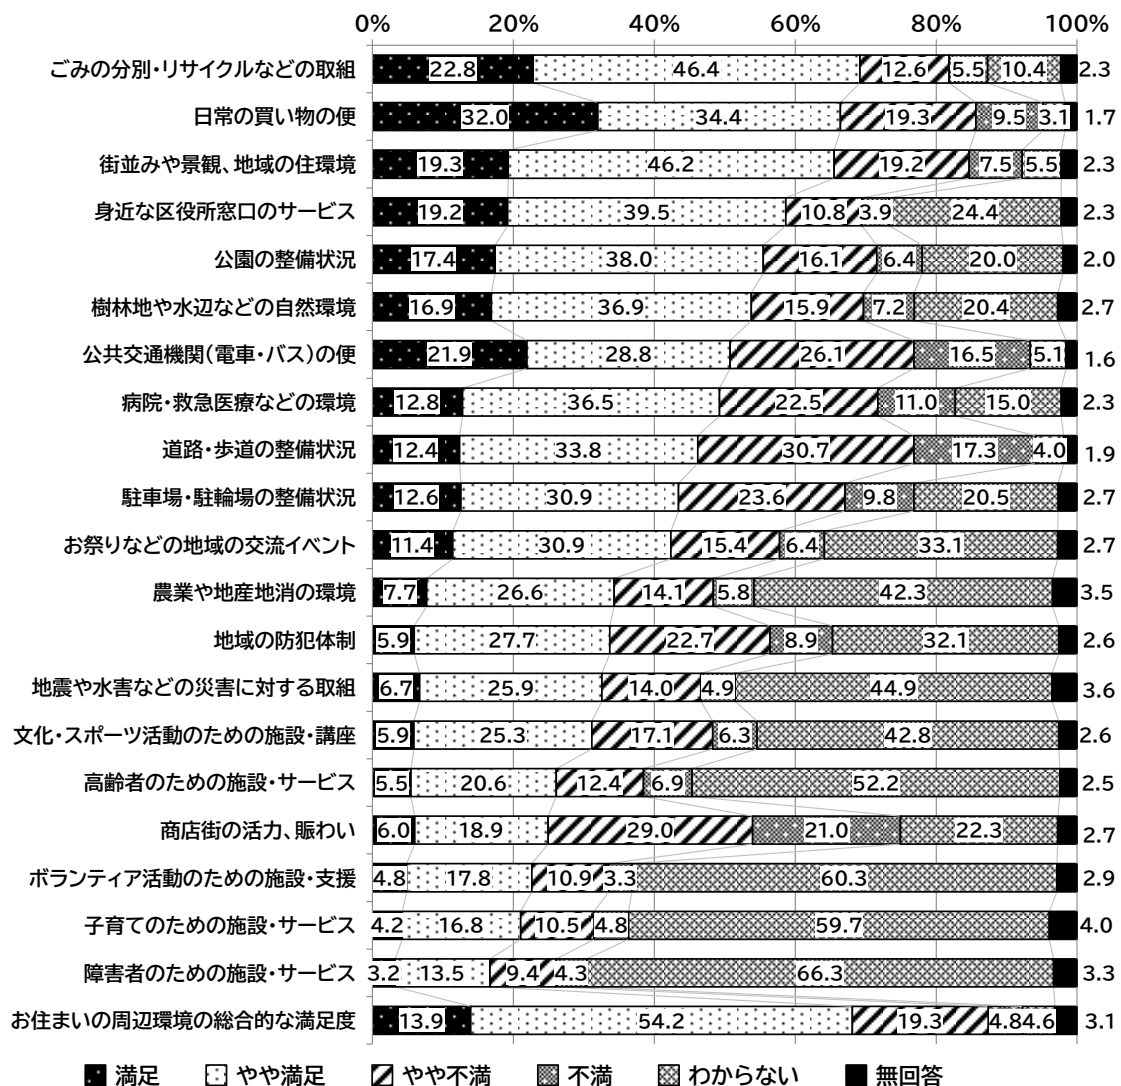 0% 20% 40% 60% 80% 100%
ごみの分別・リサイクルなどの取組 22.8 46.4 12.6 5.5 10.4 2.3
日常の買い物の便 32.0 34.4 19.3 9.5 3.1 1.7
街並みや景観、地域の住環境 19.3 46.2 19.2 7.5 5.5 2.3
身近な区役所窓口のサービス 19.2 39.5 10.8 3.9 24.4 2.3
公園の整備状況 17.4 38.0 16.1 6.4 20.0 2.0
樹林地や水辺などの自然環境 16.9 36.9 15.9 7.2 20.4 2.7
公共交通機関(電車・バス)の便 21.9 28.8 26.1 16.5 5.1 1.6
病院・救急医療などの環境 12.8 36.5 22.5 11.0 15.0 2.3
道路・歩道の整備状況 12.4 33.8 30.7 17.3 4.0 1.9
駐車場・駐輪場の整備状況 12.6 30.9 23.6 9.8 20.5 2.7
お祭りなどの地域の交流イベント 11.4 30.9 15.4 6.4 33.1 2.7
農業や地産地消の環境 7.7 26.6 14.1 5.8 42.3 3.5
地域の防犯体制 5.9 27.7 22.7 8.9 32.1 2.6
地震や水害などの災害に対する取組 6.7 25.9 14.0 4.9 44.9 3.6
文化・スポーツ活動のための施設・講座 5.9 25.3 17.1 6.3 42.8 2.6
高齢者のための施設・サービス 5.5 20.6 12.4 6.9 52.2 2.5
商店街の活力、賑わい 6.0 18.9 29.0 21.0 22.3 2.7
ボランティア活動のための施設・支援 4.8 17.8 10.9 3.3 60.3 2.9
子育てのための施設・サービス 4.2 16.8 10.5 4.8 59.7 4.0
障害者のための施設・サービス 3.2 13.5 9.4 4.3 66.3 3.3
お住まいの周辺環境の総合的な満足度 13.9 54.2 19.3 4.8 4.6 3.1
満足 やや満足 やや不満 不満 わからない 無回答